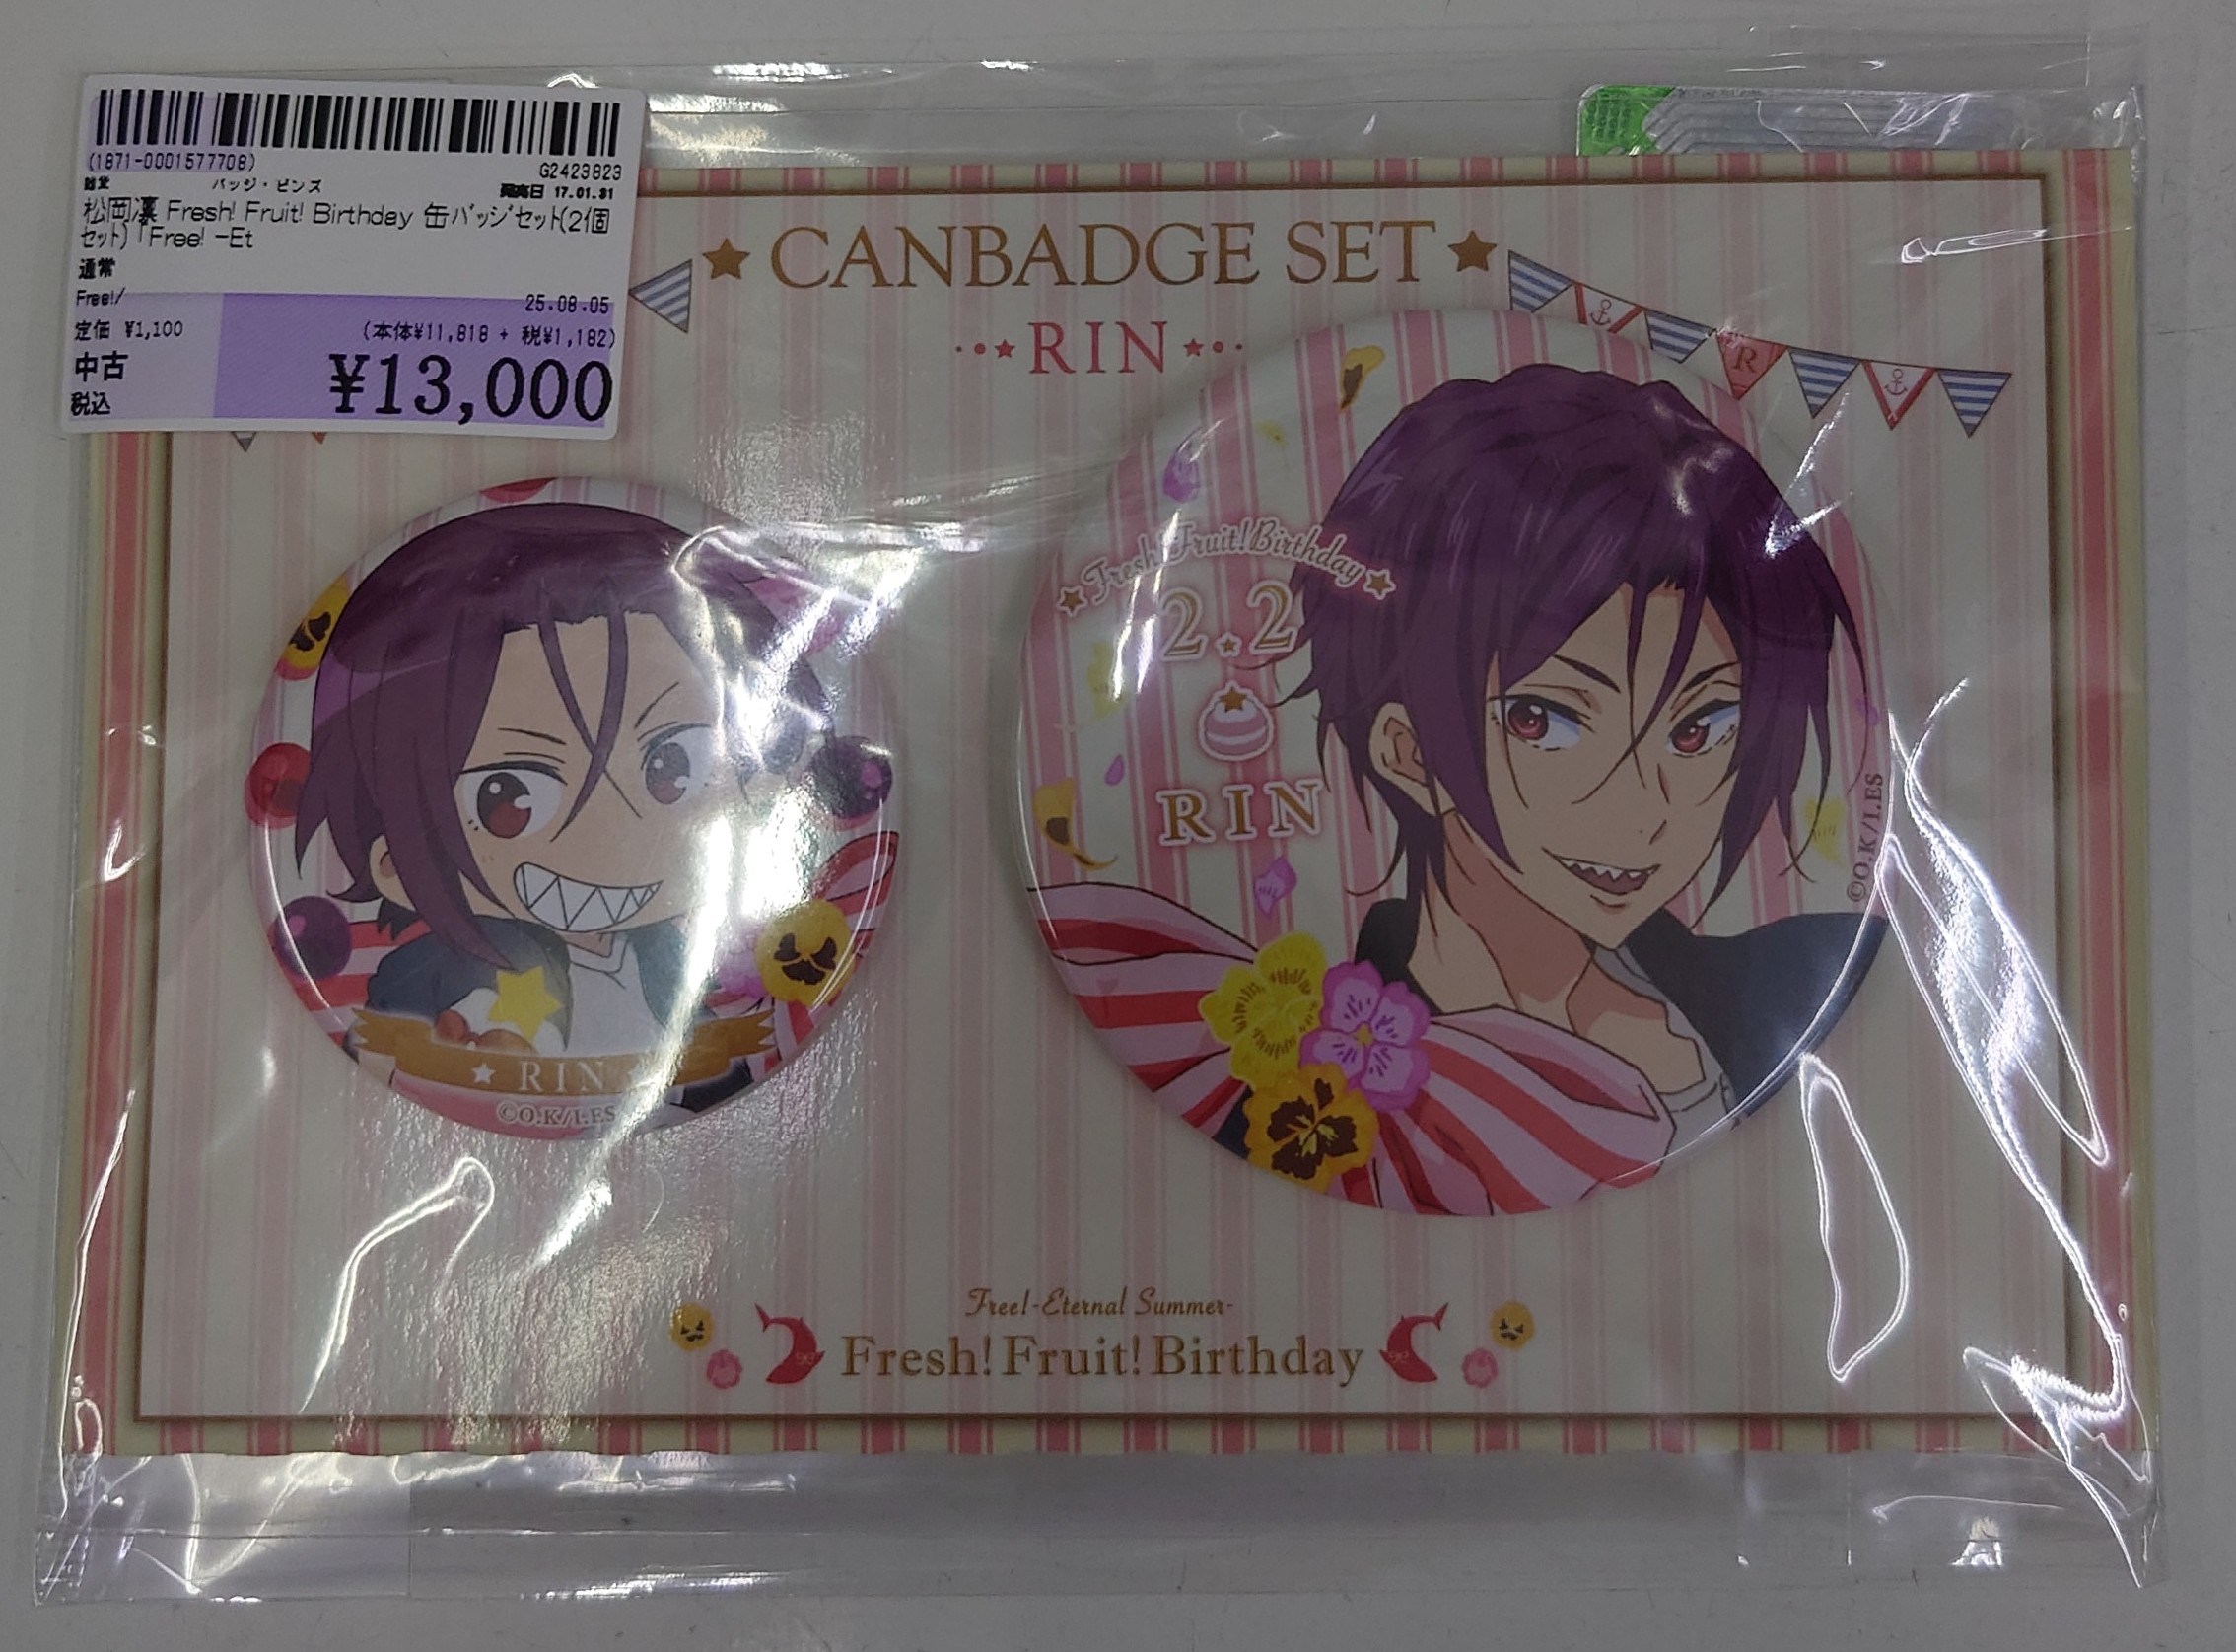 (1871-0001577708)
G2423823
雑貨 バッジ・ピンズ 発売日 17.01.31
松岡凛 Fresh! Fruit! Birthday 缶バッジセット(2個
セット) 「Free! -Et
通常
Free!/ 25.08.05
定価 ¥1,100 (本体¥11,818 + 税¥1,182)
中古
税込
¥13,000
★CANBADGE SET★
RIN
R
★Fresh!Fruit!Birthday★
2.2
RIN
©O.K/I.ES
★RIN
©O.K/I.ES
Free!-Eternal Summer-
Fresh!Fruit!Birthday